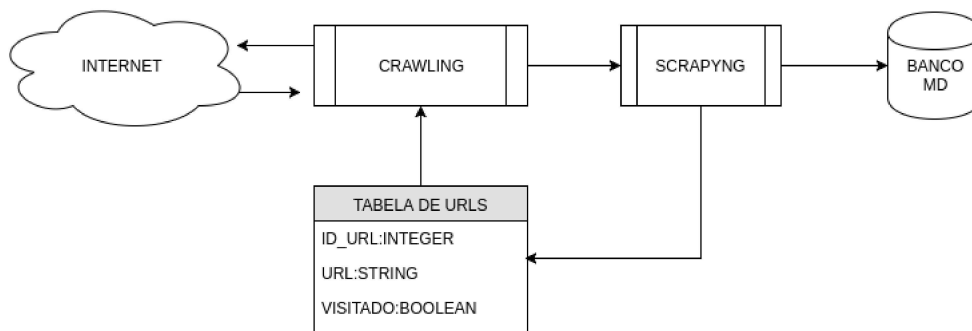 INTERNET
CRAWLING
SCRAPYNG
BANCO
MD
TABELA DE URLS
ID_URL:INTEGER
URL:STRING
VISITADO:BOOLEAN